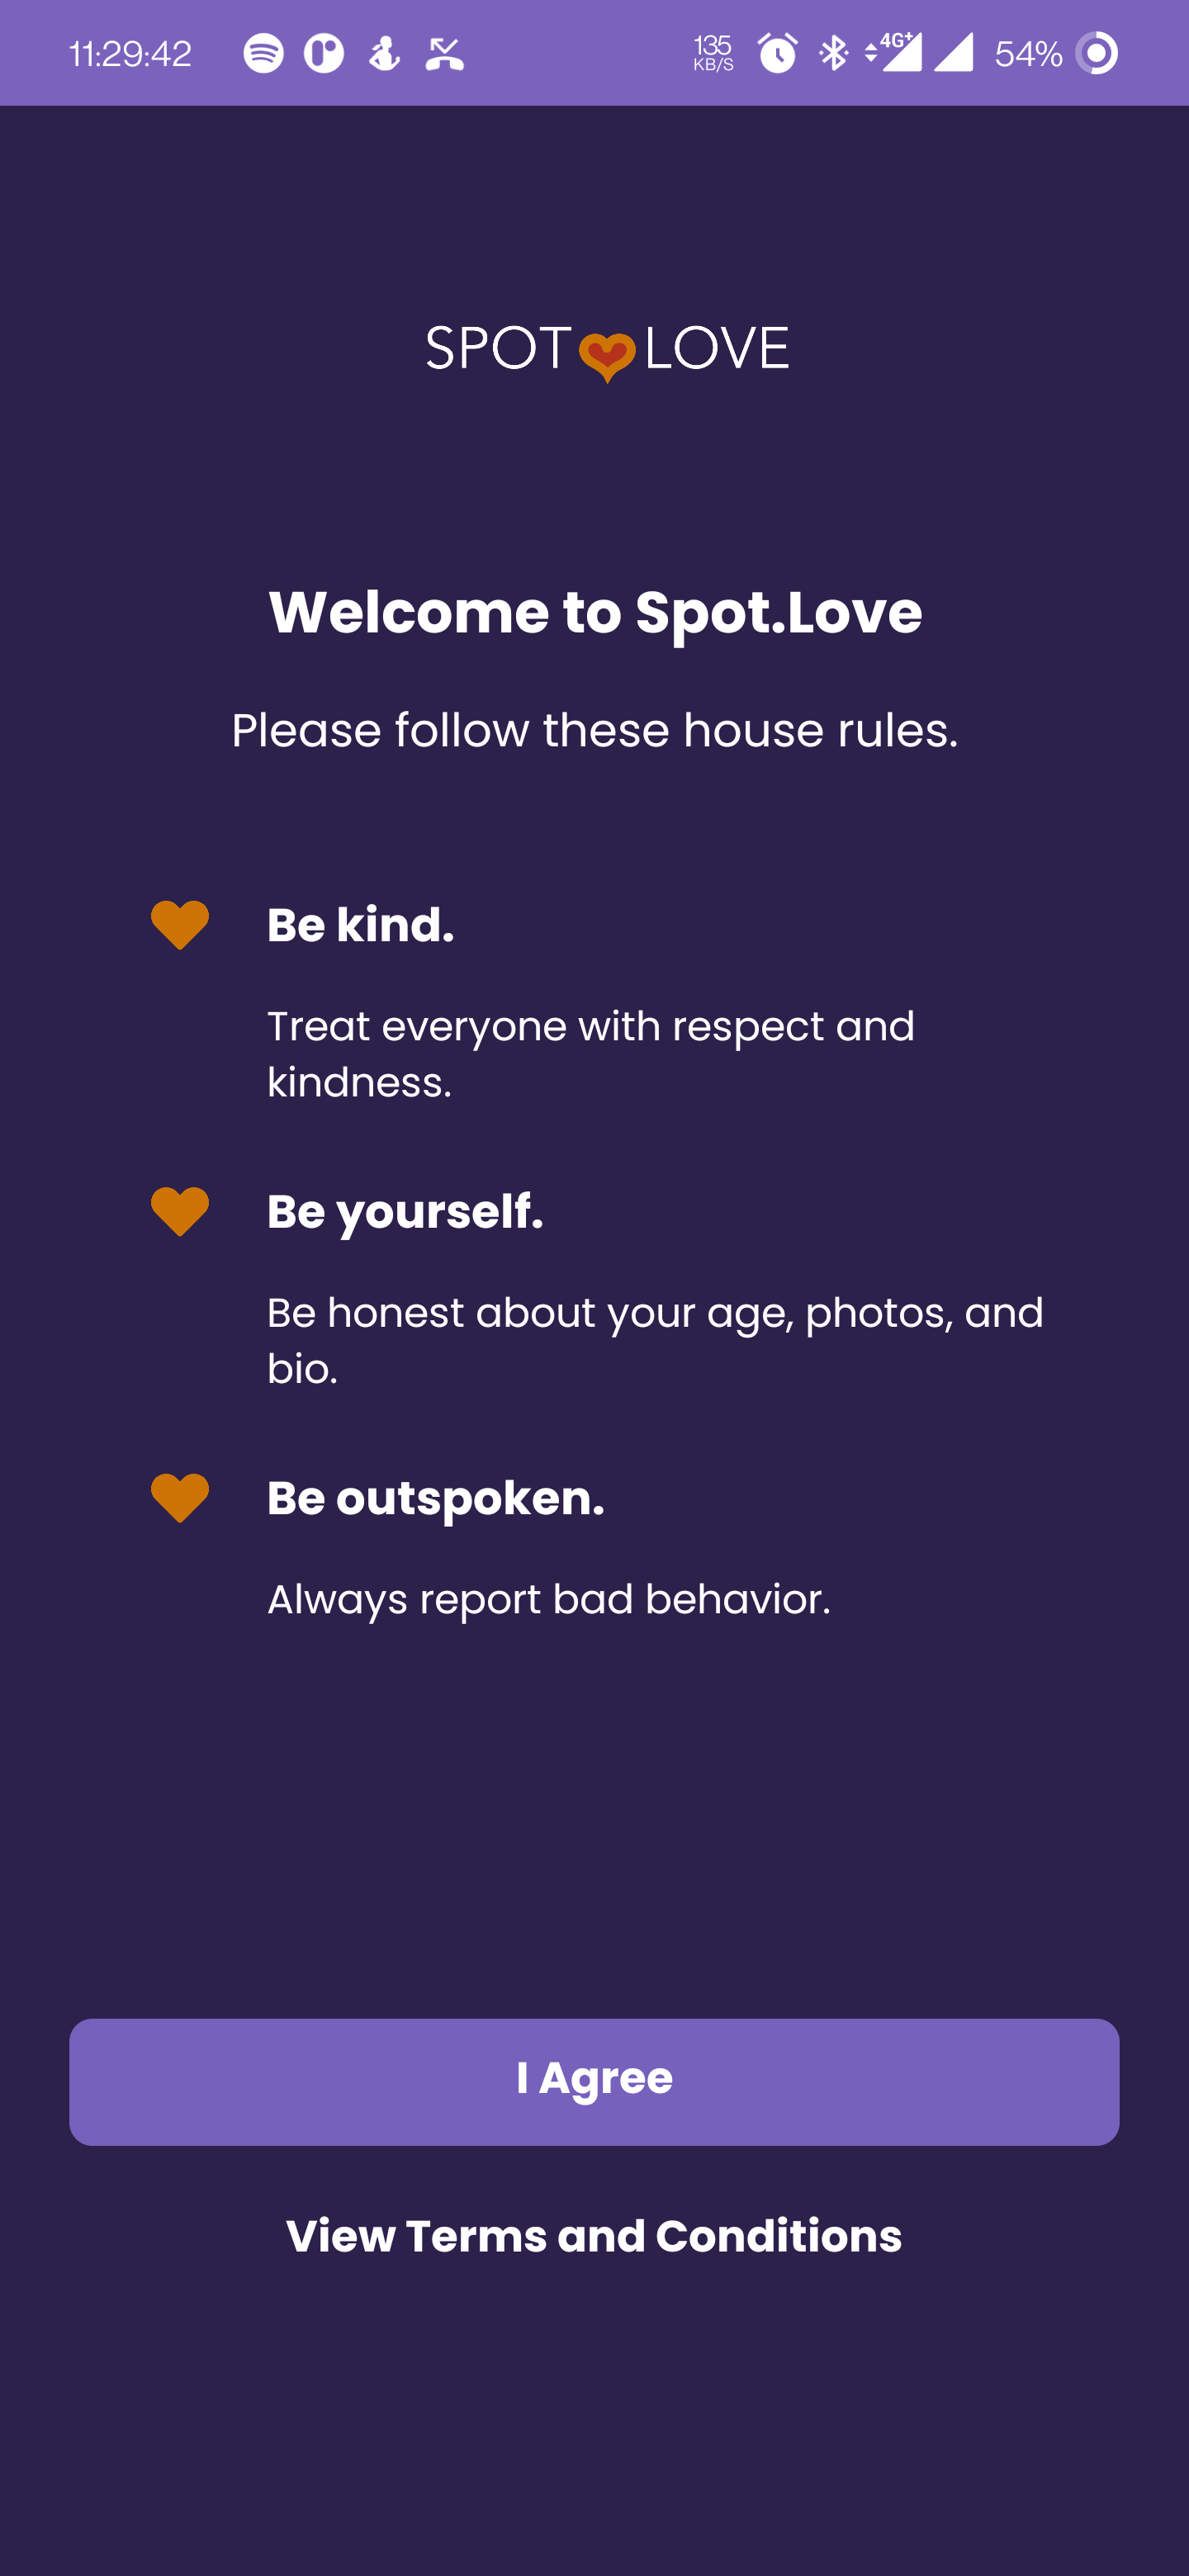 11:29:42 135 KB/S 4G+ 54%
SPOT LOVE
Welcome to Spot.Love
Please follow these house rules.
Be kind.
Treat everyone with respect and
kindness.
Be yourself.
Be honest about your age, photos, and
bio.
Be outspoken.
Always report bad behavior.
I Agree
View Terms and Conditions